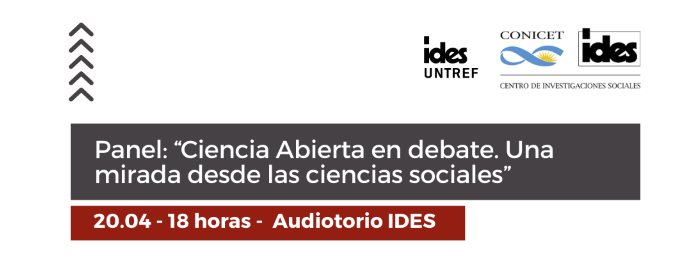 ides
UNTREF
CONICET
ides
CENTRO DE INVESTIGACIONES SOCIALES
Panel: “Ciencia Abierta en debate. Una
mirada desde las ciencias sociales”
20.04 - 18 horas - Audiotorio IDES